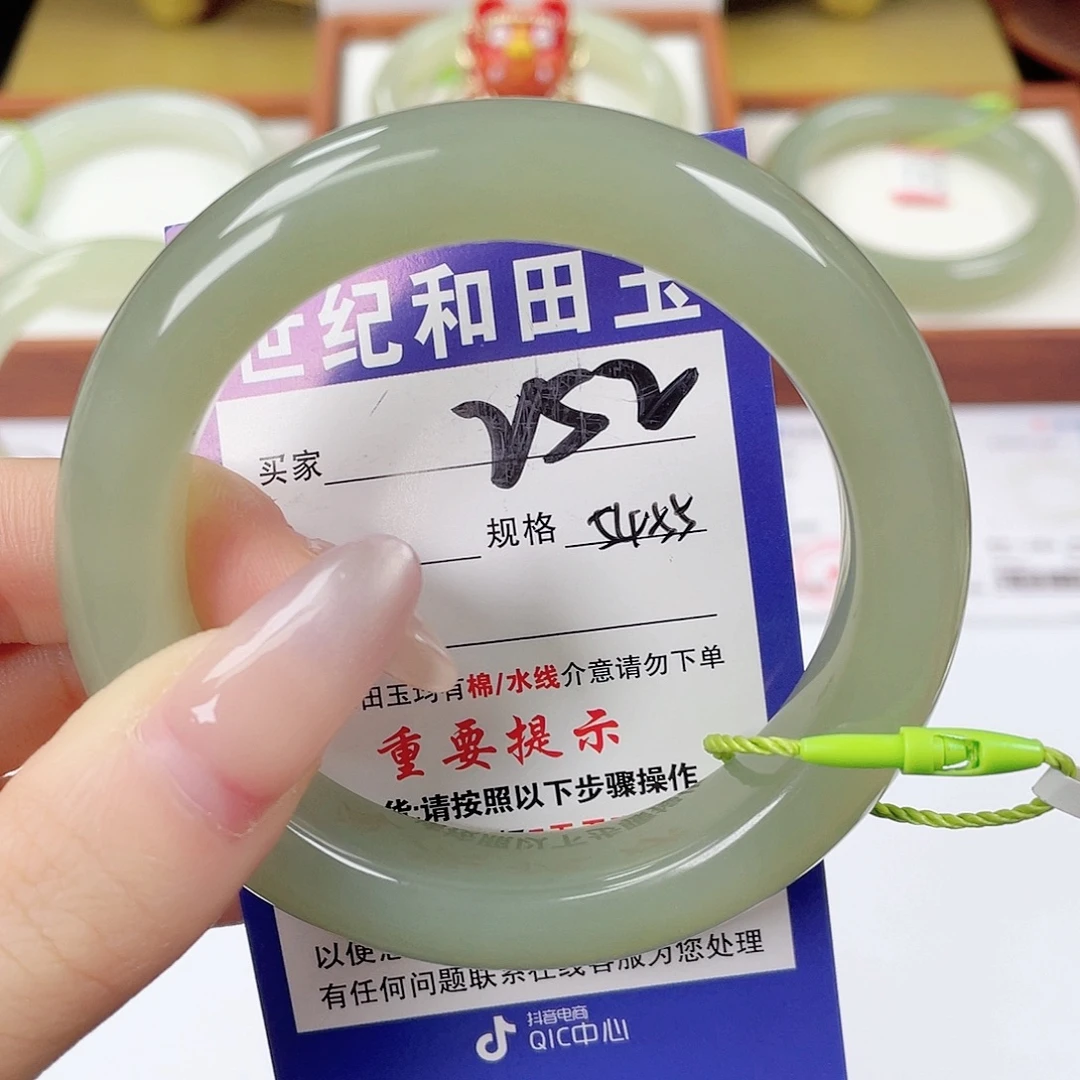 世纪和田玉
买家
规格 54x55
田玉均有棉/水线介意请勿下单
重要提示
货:请按照以下步骤操作
以便
有任何问题联系在线客服为您处理
抖音电商
QIC中心